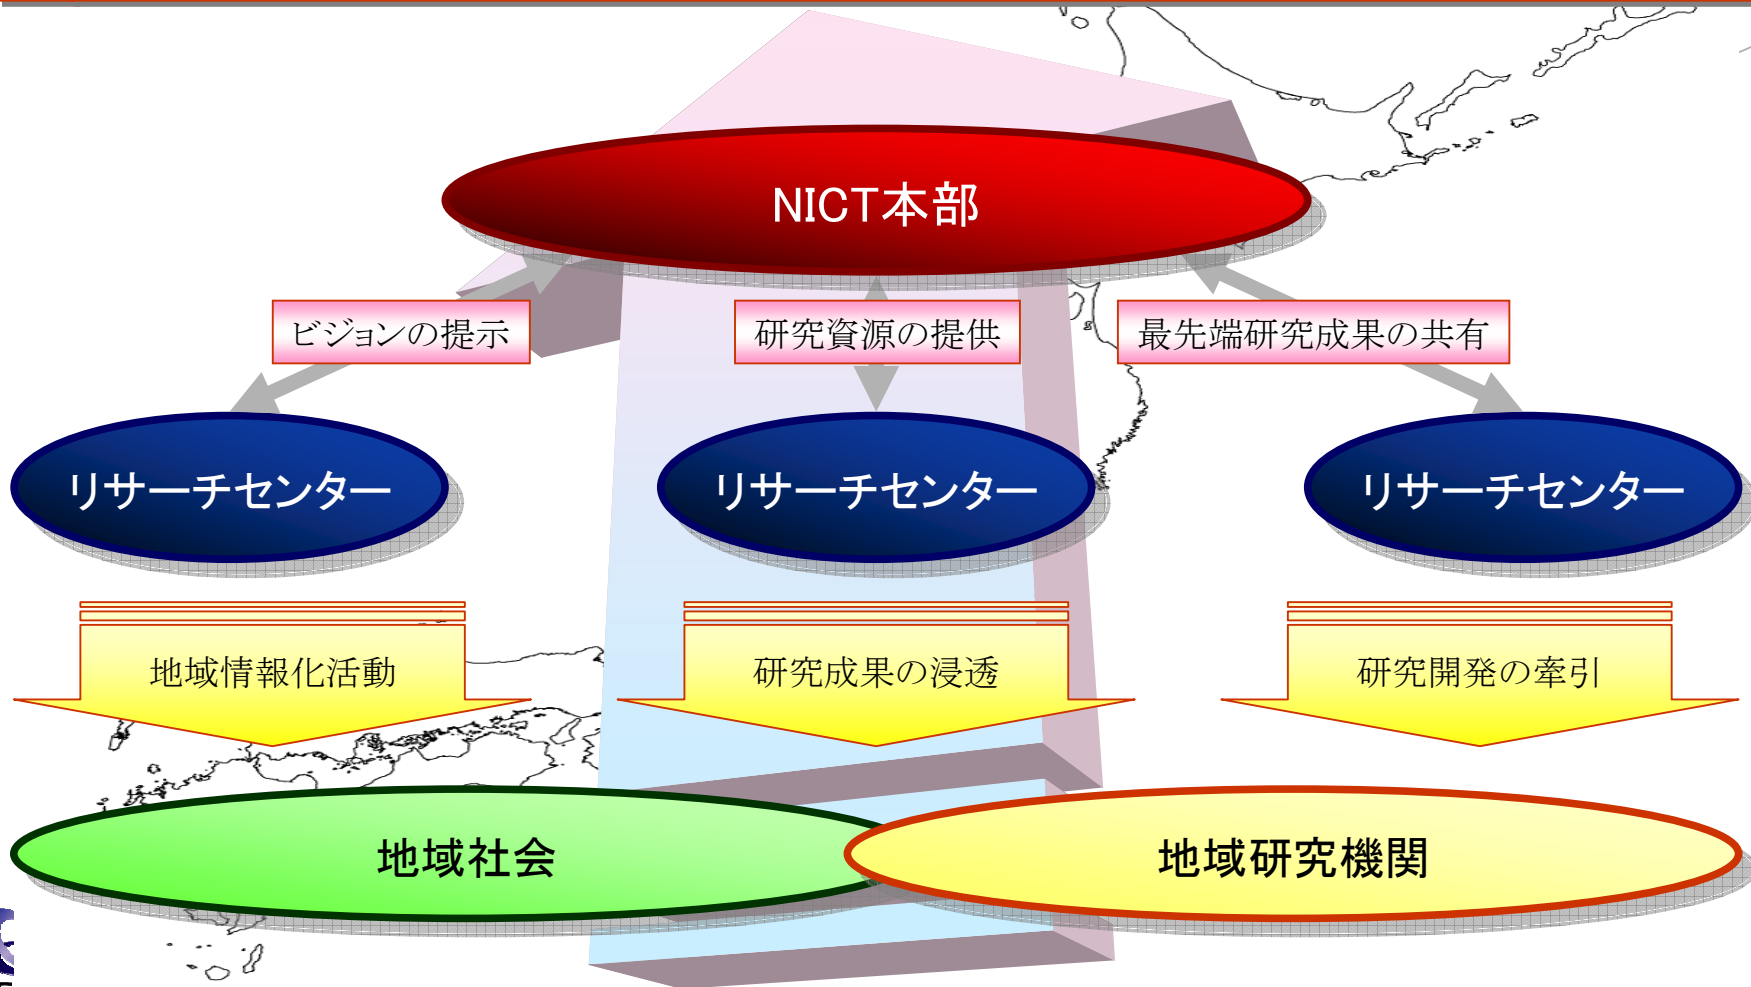 NICT本部
ビジョンの提示
研究資源の提供
最先端研究成果の共有
リサーチセンター
リサーチセンター
リサーチセンター
地域情報化活動
研究成果の浸透
研究開発の牽引
地域社会
地域研究機関